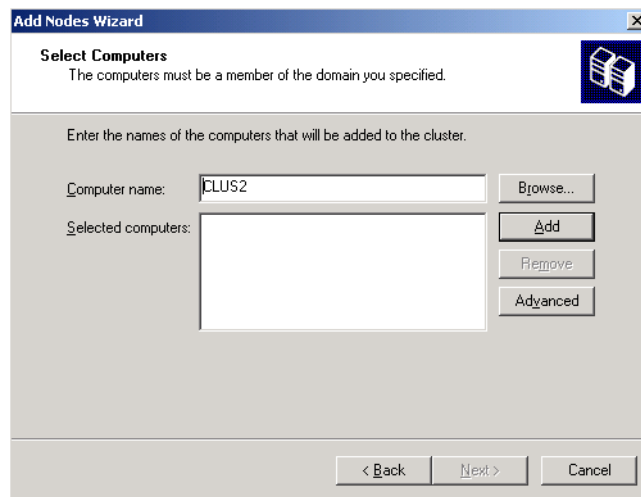 Add Nodes Wizard
Select Computers
The computers must be a member of the domain you specified.
Enter the names of the computers that will be added to the cluster.
Computer name: CLUS2 Browse...
Selected computers: Add
Remove
Advanced
< Back Next > Cancel